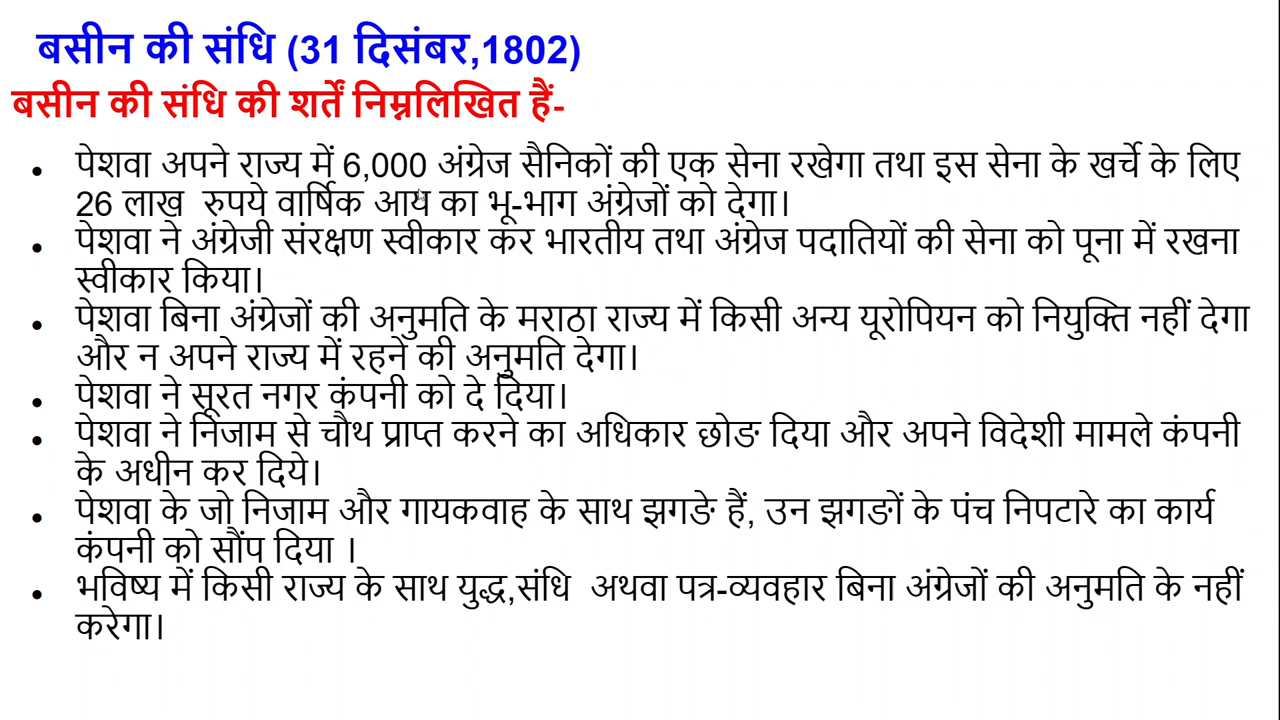 बसीन की संधि (31 दिसंबर,1802)
बसीन की संधि की शर्तें निम्नलिखित हैं-
• पेशवा अपने राज्य में 6,000 अंग्रेज सैनिकों की एक सेना रखेगा तथा इस सेना के खर्चे के लिए
26 लाख रुपये वार्षिक आय का भू-भाग अंग्रेजों को देगा।
• पेशवा ने अंग्रेजी संरक्षण स्वीकार कर भारतीय तथा अंग्रेज पदातियों की सेना को पूना में रखना
स्वीकार किया।
• पेशवा बिना अंग्रेजों की अनुमति के मराठा राज्य में किसी अन्य यूरोपियन को नियुक्ति नहीं देगा
और न अपने राज्य में रहने की अनुमति देगा।
• पेशवा ने सूरत नगर कंपनी को दे दिया।
• पेशवा ने निजाम से चौथ प्राप्त करने का अधिकार छोङ दिया और अपने विदेशी मामले कंपनी
के अधीन कर दिये।
• पेशवा के जो निजाम और गायकवाह के साथ झगङे हैं, उन झगङों के पंच निपटारे का कार्य
कंपनी को सौंप दिया ।
• भविष्य में किसी राज्य के साथ युद्ध,संधि अथवा पत्र-व्यवहार बिना अंग्रेजों की अनुमति के नहीं
करेगा।